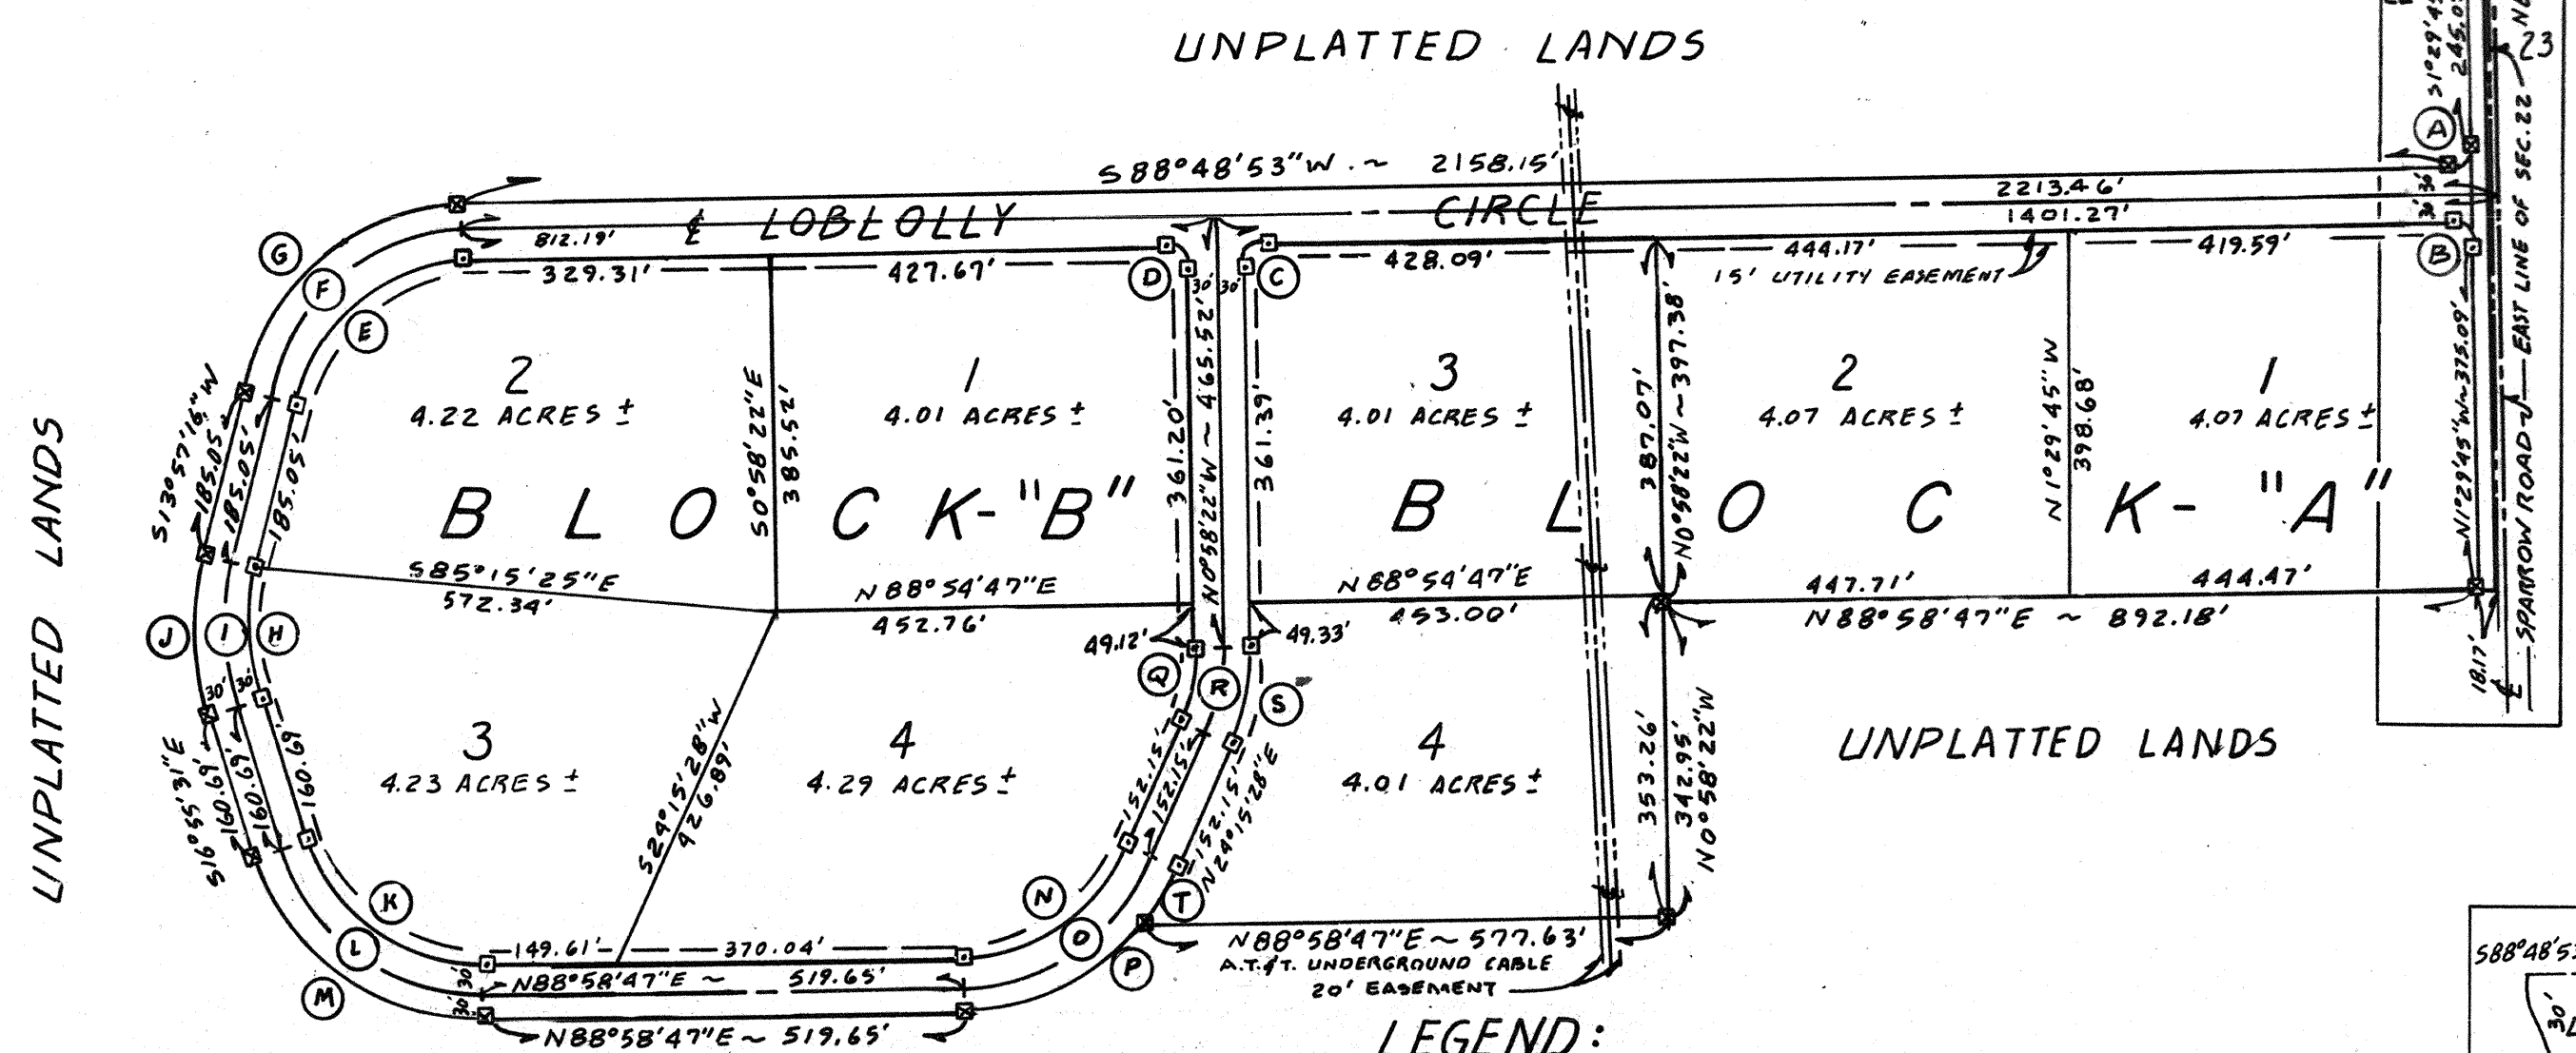 UNPLATTED LANDS
S1°29'45"
245.0
23
EAST LINE OF SEC. 22
SPARROW ROAD
A
S88°48'53"W. ~ 2158.15'
2213.46'
30'
30'
1401.27'
B
℄ LOBLOLLY CIRCLE
812.19'
329.31'
427.67'
428.09'
444.17'
419.59'
15' UTILITY EASEMENT
G
F
E
D
30'
30'
C
2
4.22 ACRES ±
1
4.01 ACRES ±
3
4.01 ACRES ±
2
4.07 ACRES ±
1
4.07 ACRES ±
S13°57'16"W
185.05'
185.05'
185.05'
S0°58'22"E
385.52'
361.20'
N0°58'22"W ~ 465.52'
361.39'
387.07'
N0°58'22"W ~ 397.38'
N1°29'45"W
398.68'
N1°29'45"W ~ 375.09'
BLOCK-"B"
BLOCK-"A"
S85°15'25"E
572.34'
N88°54'47"E
452.76'
N88°54'47"E
453.00'
447.71'
444.47'
N88°58'47"E ~ 892.18'
49.12'
49.33'
18.17'
℄
J
I
H
Q
R
S
30'
30'
UNPLATTED LANDS
3
4.23 ACRES ±
4
4.29 ACRES ±
4
4.01 ACRES ±
UNPLATTED LANDS
S16°55'31"E
160.69'
160.69'
160.69'
S24°15'28"W
426.89'
152.15'
152.15'
152.15'
N24°15'28"E
353.26'
342.95'
N0°58'22"W
K
L
M
N
O
P
T
149.61'
370.04'
N88°58'47"E ~ 519.65'
30'
30'
N88°58'47"E ~ 519.65'
N88°58'47"E ~ 577.63'
A.T.&T. UNDERGROUND CABLE
20' EASEMENT
LEGEND:
S88°48'53
30'